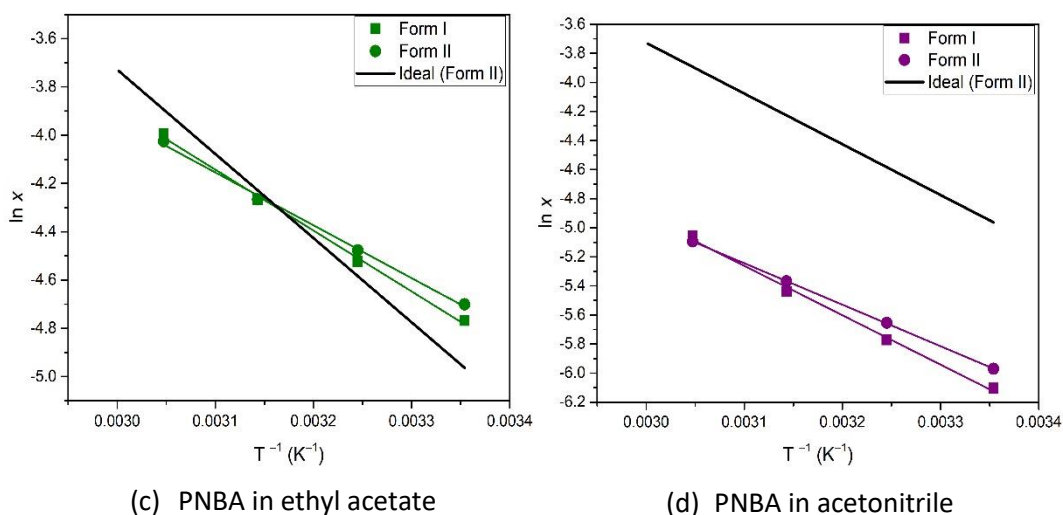 -3.6
-3.8
-4.0
-4.2
-4.4
-4.6
-4.8
-5.0
ln x
Form I
Form II
Ideal (Form II)
0.0030 0.0031 0.0032 0.0033 0.0034
T ⁻¹ (K⁻¹)
(c) PNBA in ethyl acetate
-3.6
-3.8
-4.0
-4.2
-4.4
-4.6
-4.8
-5.0
-5.2
-5.4
-5.6
-5.8
-6.0
-6.2
ln x
Form I
Form II
Ideal (Form II)
0.0030 0.0031 0.0032 0.0033 0.0034
T ⁻¹ (K⁻¹)
(d) PNBA in acetonitrile